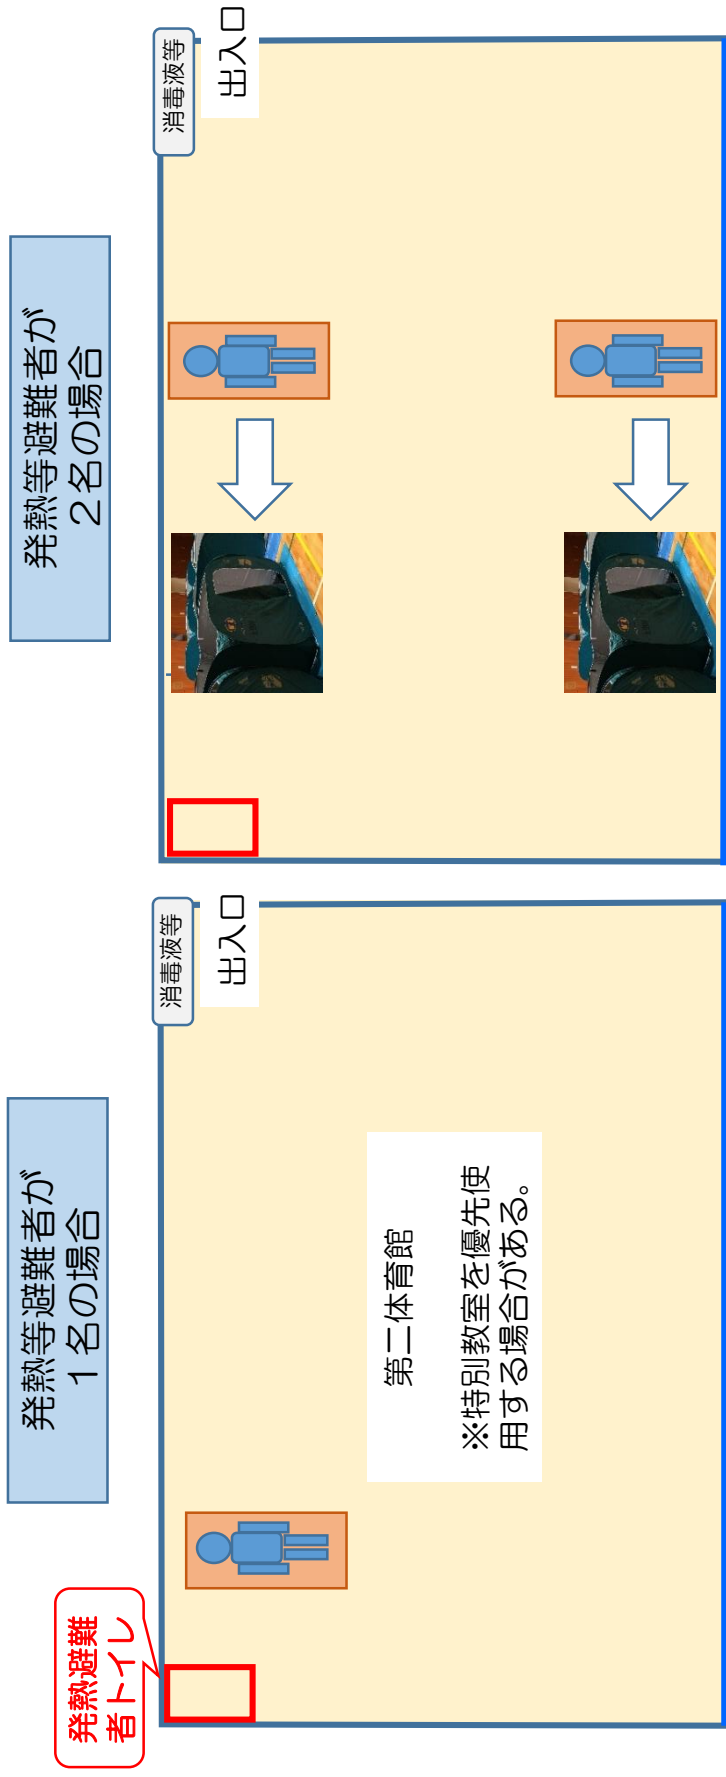 発熱等避難者が
１名の場合
発熱避難
者トイレ
消毒液等
出入口
第二体育館
※特別教室を優先使
用する場合がある。
発熱等避難者が
２名の場合
消毒液等
出入口